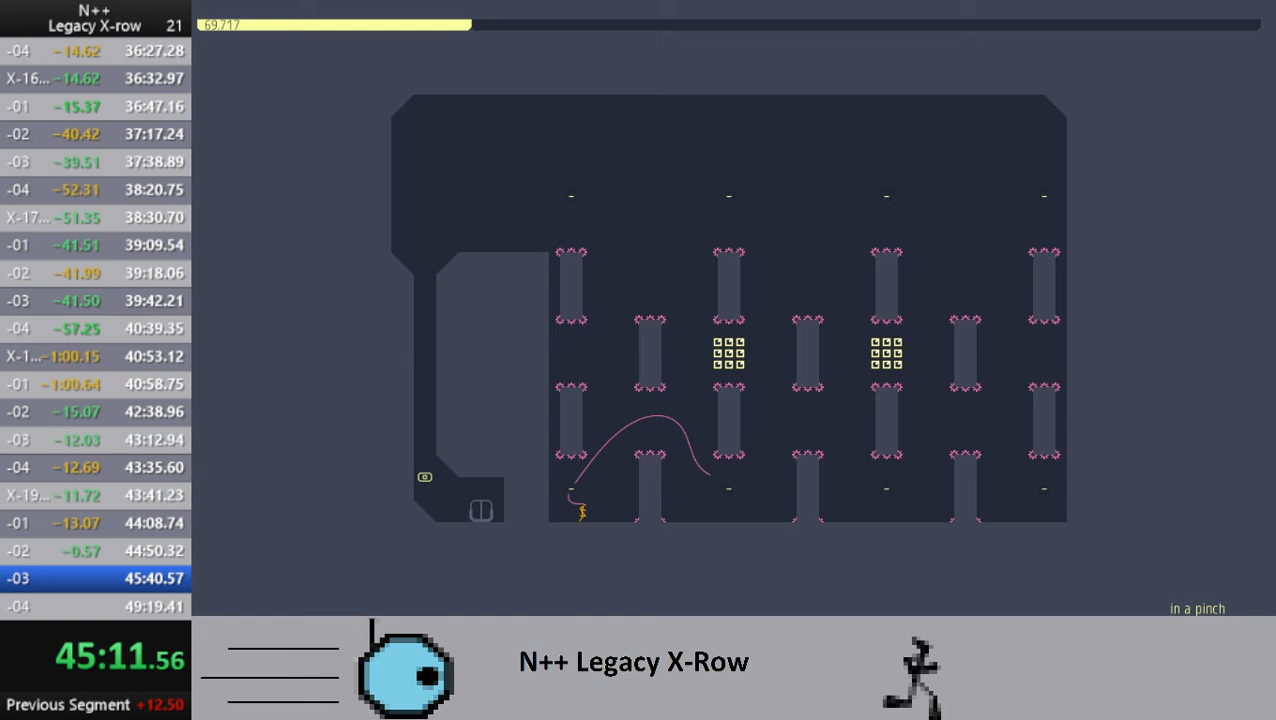 N++
Legacy X-row 21
-04 -14.62 36:27.28
X-16... -14.62 36:32.97
-01 -15.37 36:47.16
-02 -40.42 37:17.24
-03 -39.51 37:38.89
-04 -52.31 38:20.75
X-17... -51.35 38:30.70
-01 -41.51 39:09.54
-02 -41.99 39:18.06
-03 -41.50 39:42.21
-04 -57.25 40:39.35
X-1... -1:00.15 40:53.12
-01 -1:00.64 40:58.75
-02 -15.07 42:38.96
-03 -12.03 43:12.94
-04 -12.69 43:35.60
X-19... -11.72 43:41.23
-01 -13.07 44:08.74
-02 -0.57 44:50.32
-03 45:40.57
-04 49:19.41
45:11.56
Previous Segment +12.50
69.717
in a pinch
N++ Legacy X-Row